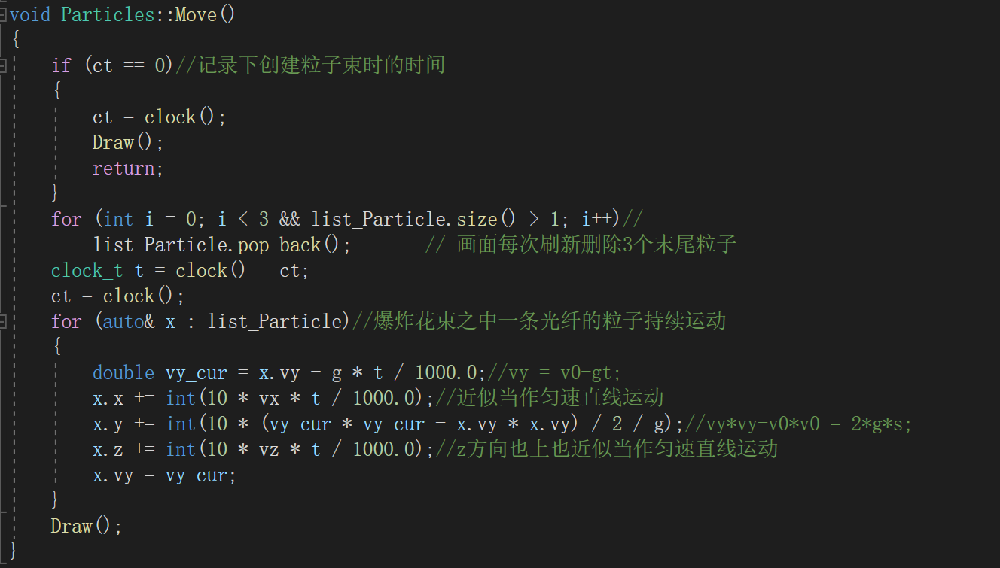 void Particles::Move()
{
if (ct == 0)//记录下创建粒子束时的时间
{
ct = clock();
Draw();
return;
}
for (int i = 0; i < 3 && list_Particle.size() > 1; i++)//
list_Particle.pop_back(); // 画面每次刷新删除3个末尾粒子
clock_t t = clock() - ct;
ct = clock();
for (auto& x : list_Particle)//爆炸花束之中一条光纤的粒子持续运动
{
double vy_cur = x.vy - g * t / 1000.0;//vy = v0-gt;
x.x += int(10 * vx * t / 1000.0);//近似当作匀速直线运动
x.y += int(10 * (vy_cur * vy_cur - x.vy * x.vy) / 2 / g);//vy*vy-v0*v0 = 2*g*s;
x.z += int(10 * vz * t / 1000.0);//z方向也上也近似当作匀速直线运动
x.vy = vy_cur;
}
Draw();
}